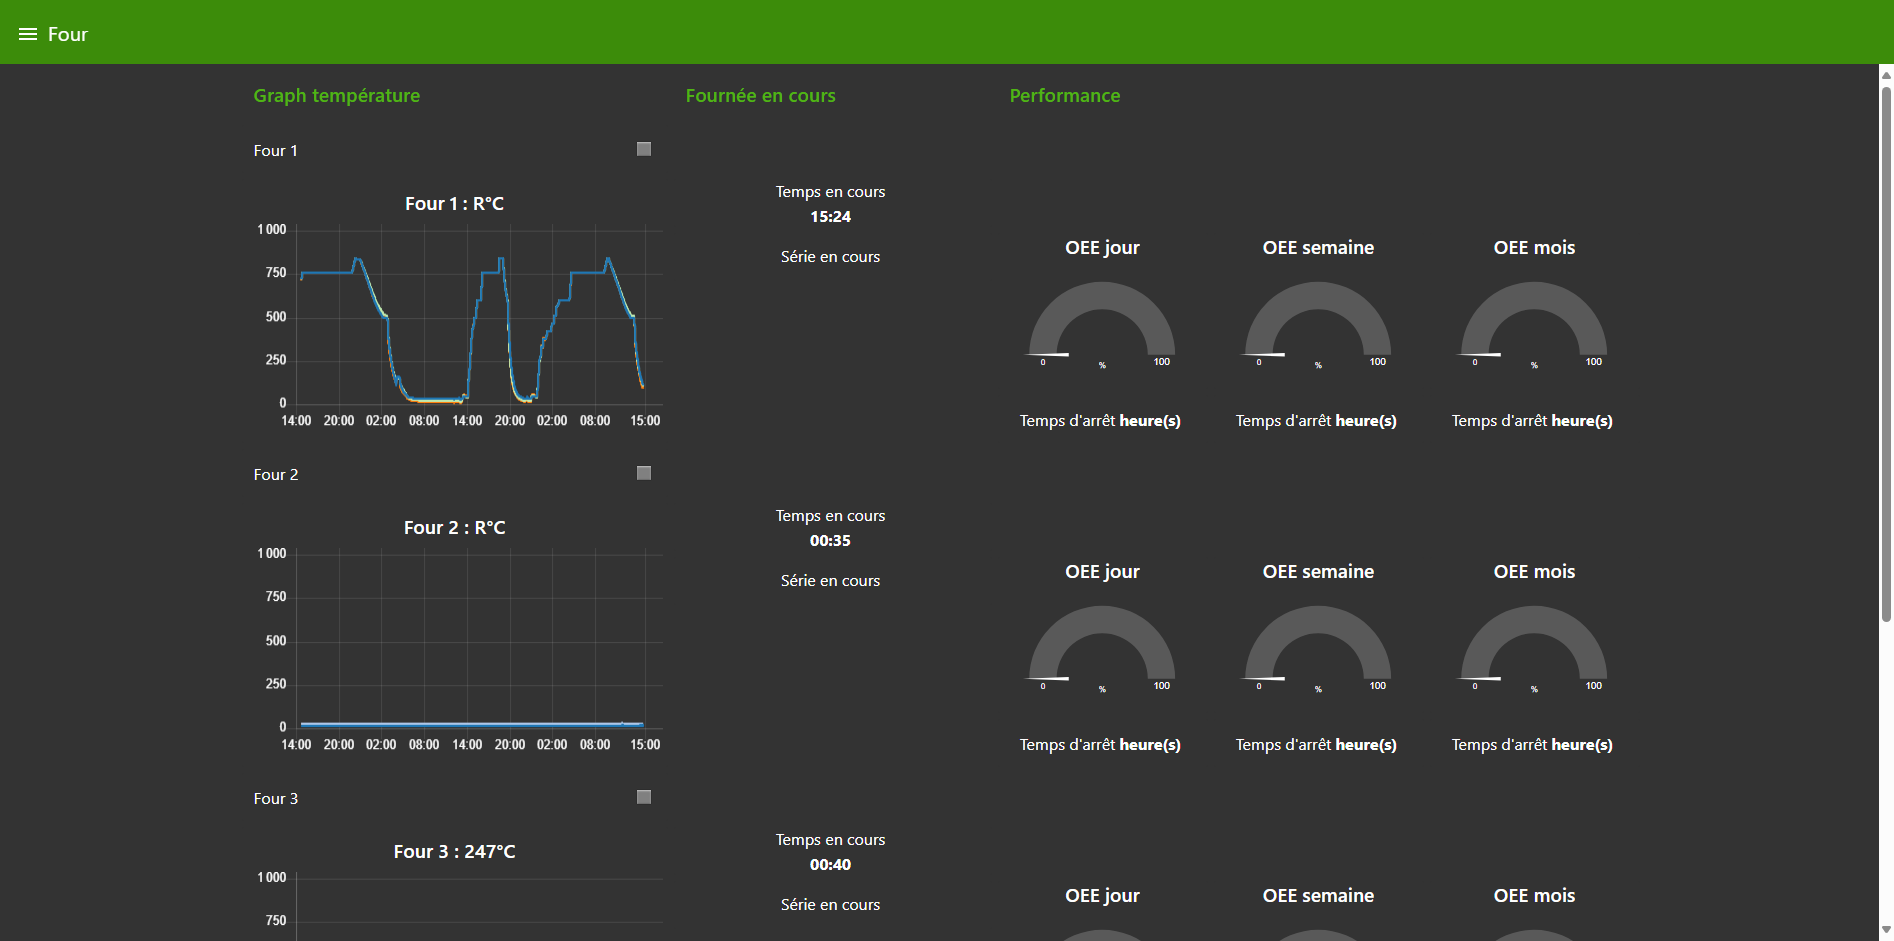 Four
Graph température
Fournée en cours
Performance
Four 1
Four 1 : R°C
1 000
750
500
250
0
14:00 20:00 02:00 08:00 14:00 20:00 02:00 08:00 15:00
Temps en cours
15:24
Série en cours
OEE jour
0 % 100
Temps d'arrêt heure(s)
OEE semaine
0 % 100
Temps d'arrêt heure(s)
OEE mois
0 % 100
Temps d'arrêt heure(s)
Four 2
Four 2 : R°C
1 000
750
500
250
0
14:00 20:00 02:00 08:00 14:00 20:00 02:00 08:00 15:00
Temps en cours
00:35
Série en cours
OEE jour
0 % 100
Temps d'arrêt heure(s)
OEE semaine
0 % 100
Temps d'arrêt heure(s)
OEE mois
0 % 100
Temps d'arrêt heure(s)
Four 3
Four 3 : 247°C
1 000
750
Temps en cours
00:40
Série en cours
OEE jour
OEE semaine
OEE mois